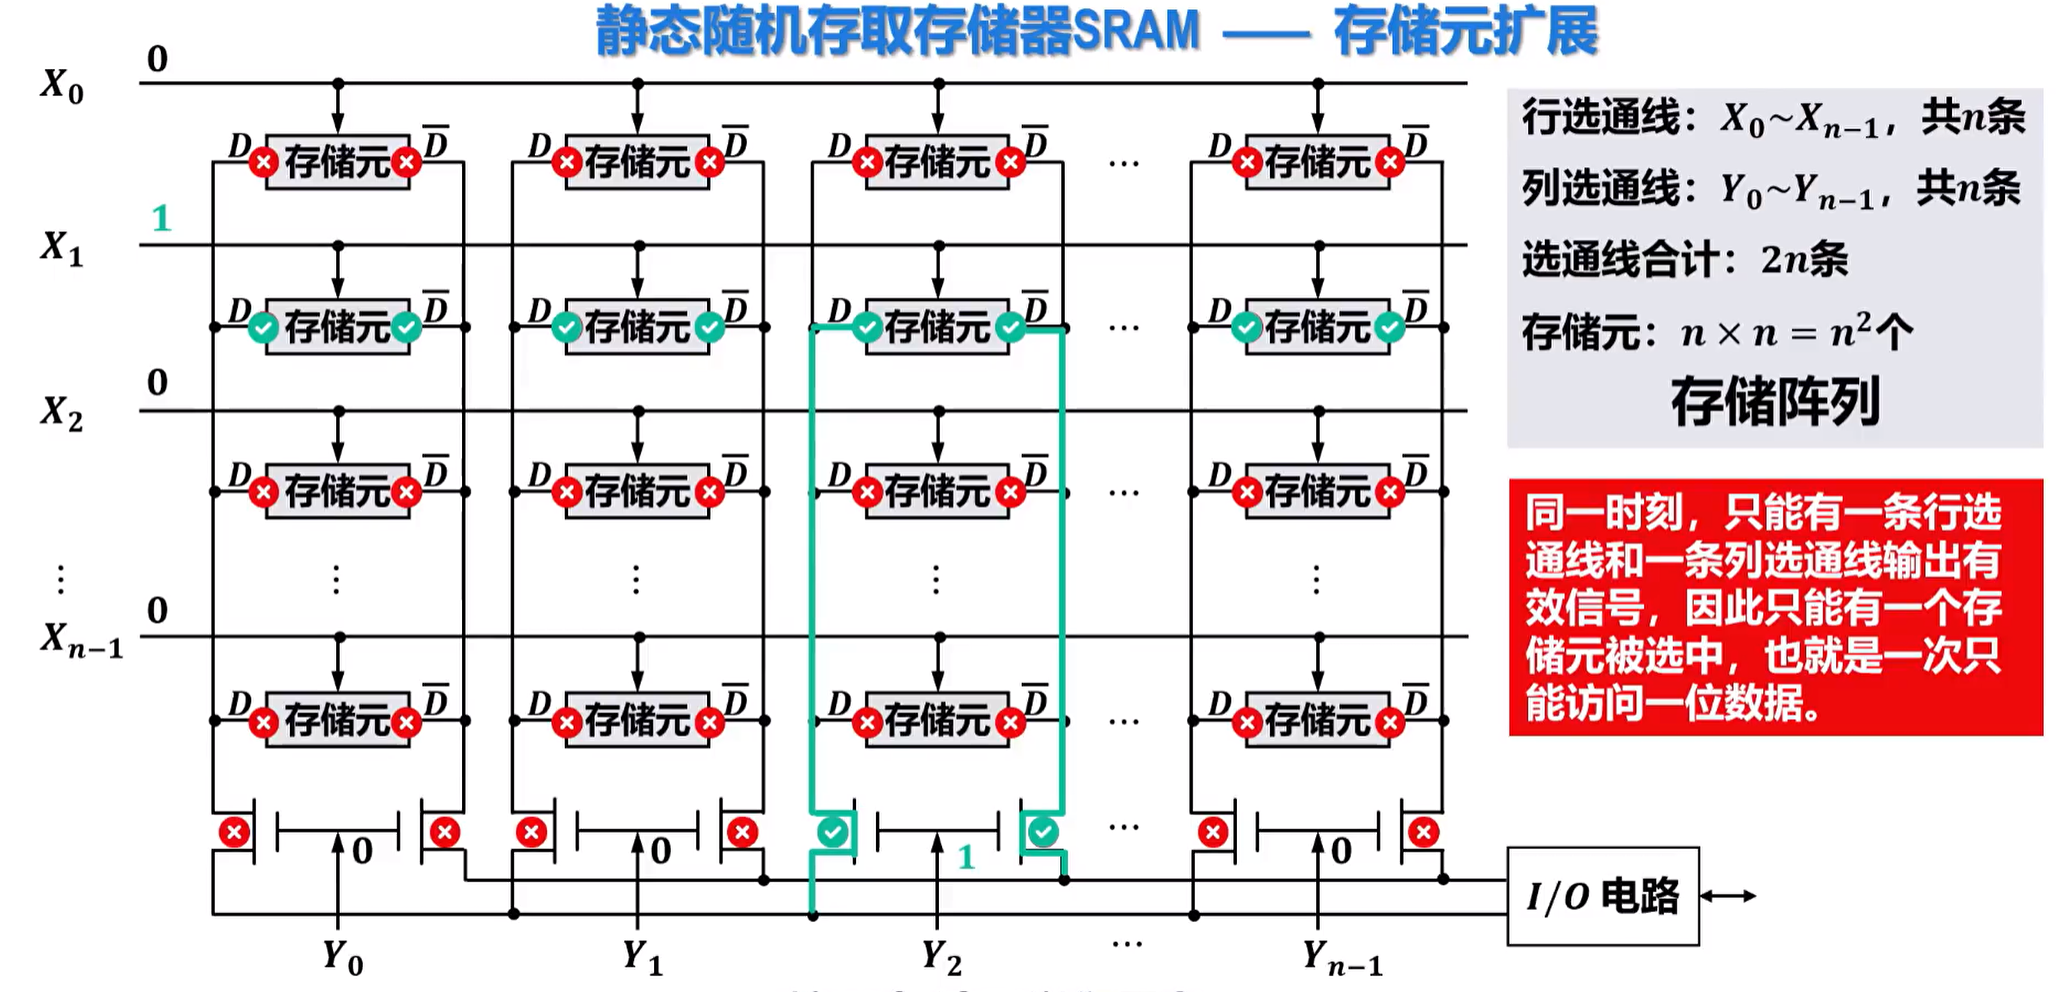 静态随机存取存储器SRAM —— 存储元扩展
0
X₀
D 存储元 D̅ D 存储元 D̅ D 存储元 D̅ … D 存储元 D̅
1
X₁
D 存储元 D̅ D 存储元 D̅ D 存储元 D̅ … D 存储元 D̅
0
X₂
D 存储元 D̅ D 存储元 D̅ D 存储元 D̅ … D 存储元 D̅
⋮ ⋮ ⋮ ⋮ ⋮
0
Xₙ₋₁
D 存储元 D̅ D 存储元 D̅ D 存储元 D̅ … D 存储元 D̅
0 0 1 … 0
Y₀ Y₁ Y₂ … Yₙ₋₁
I/O 电路
行选通线：X₀~Xₙ₋₁，共n条
列选通线：Y₀~Yₙ₋₁，共n条
选通线合计：2n条
存储元：n × n = n²个
存储阵列
同一时刻，只能有一条行选
通线和一条列选通线输出有
效信号，因此只能有一个存
储元被选中，也就是一次只
能访问一位数据。